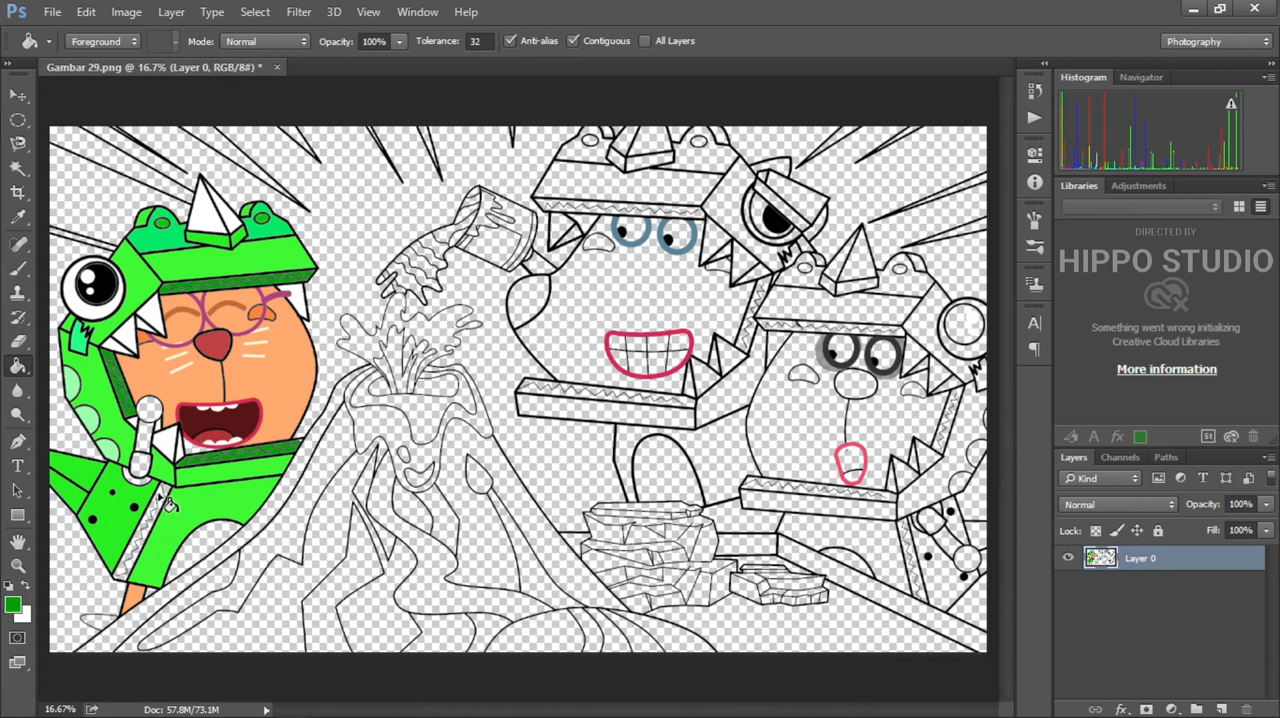 Ps File Edit Image Layer Type Select Filter 3D View Window Help
Foreground Mode: Normal Opacity: 100% Tolerance: 32 Anti-alias Contiguous All Layers Photography
Gambar 29.png @ 16.7% (Layer 0, RGB/8#) * ×
Histogram Navigator
Libraries Adjustments
DIRECTED BY
HIPPO STUDIO
Something went wrong initializing
Creative Cloud Libraries
More information
St
Layers Channels Paths
Kind
Normal Opacity: 100%
Lock: Fill: 100%
Layer 0
fx
16.67% Doc: 57.8M/73.1M